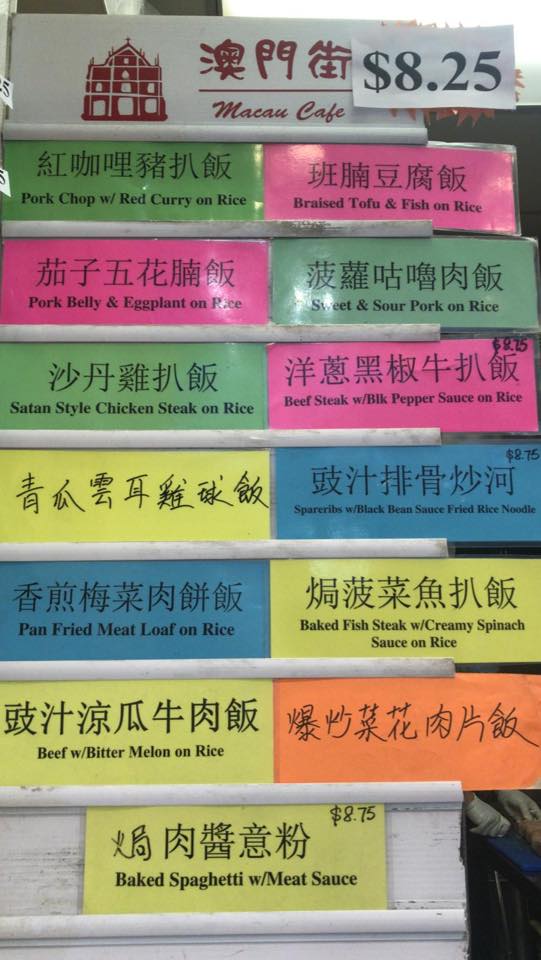 澳門街
Macau Cafe
$8.25
紅咖哩豬扒飯
Pork Chop w/ Red Curry on Rice
班腩豆腐飯
Braised Tofu & Fish on Rice
茄子五花腩飯
Pork Belly & Eggplant on Rice
菠蘿咕嚕肉飯
Sweet & Sour Pork on Rice
沙丹雞扒飯
Satan Style Chicken Steak on Rice
$8.25
洋蔥黑椒牛扒飯
Beef Steak w/Blk Pepper Sauce on Rice
青瓜雲耳雞球飯
$8.75
豉汁排骨炒河
Spareribs w/Black Bean Sauce Fried Rice Noodle
香煎梅菜肉餅飯
Pan Fried Meat Loaf on Rice
焗菠菜魚扒飯
Baked Fish Steak w/Creamy Spinach
Sauce on Rice
豉汁涼瓜牛肉飯
Beef w/Bitter Melon on Rice
爆炒菜花肉片飯
$8.75
焗肉醬意粉
Baked Spaghetti w/Meat Sauce